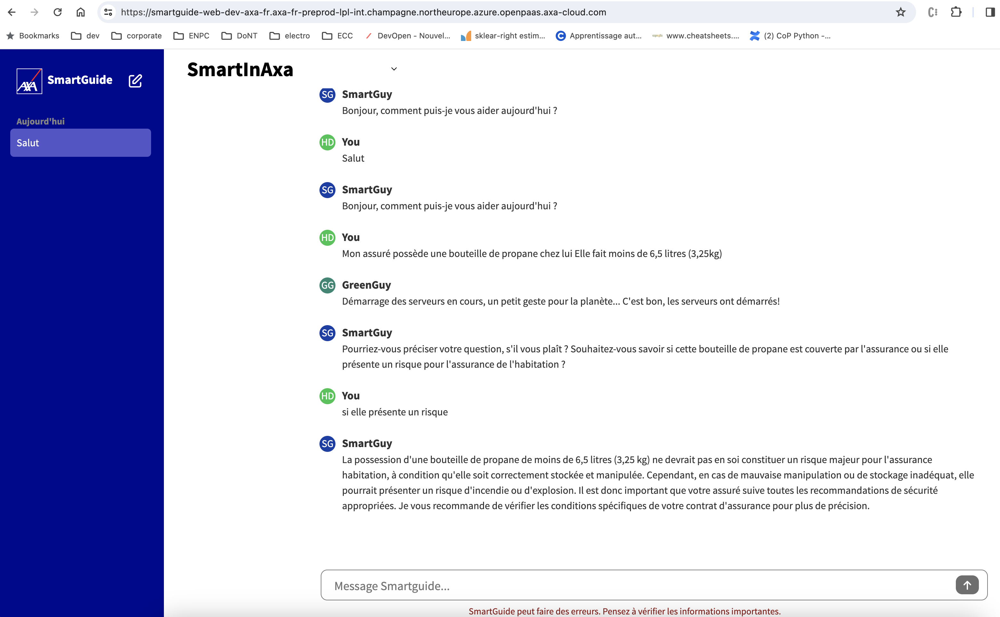 https://smartguide-web-dev-axa-fr.axa-fr-preprod-lpl-int.champagne.northeurope.azure.openpaas.axa-cloud.com
Bookmarks dev corporate ENPC DoNT electro ECC DevOpen - Nouvel... sklear-right estim... Apprentissage aut... www.cheatsheets.... (2) CoP Python -...
AXA SmartGuide
Aujourd'hui
Salut
SmartInAxa
SG SmartGuy
Bonjour, comment puis-je vous aider aujourd'hui ?
HD You
Salut
SG SmartGuy
Bonjour, comment puis-je vous aider aujourd'hui ?
HD You
Mon assuré possède une bouteille de propane chez lui Elle fait moins de 6,5 litres (3,25kg)
GG GreenGuy
Démarrage des serveurs en cours, un petit geste pour la planète... C'est bon, les serveurs ont démarrés!
SG SmartGuy
Pourriez-vous préciser votre question, s'il vous plaît ? Souhaitez-vous savoir si cette bouteille de propane est couverte par l'assurance ou si elle
présente un risque pour l'assurance de l'habitation ?
HD You
si elle présente un risque
SG SmartGuy
La possession d'une bouteille de propane de moins de 6,5 litres (3,25 kg) ne devrait pas en soi constituer un risque majeur pour l'assurance
habitation, à condition qu'elle soit correctement stockée et manipulée. Cependant, en cas de mauvaise manipulation ou de stockage inadéquat, elle
pourrait présenter un risque d'incendie ou d'explosion. Il est donc important que votre assuré suive toutes les recommandations de sécurité
appropriées. Je vous recommande de vérifier les conditions spécifiques de votre contrat d'assurance pour plus de précision.
Message Smartguide...
SmartGuide peut faire des erreurs. Pensez à vérifier les informations importantes.